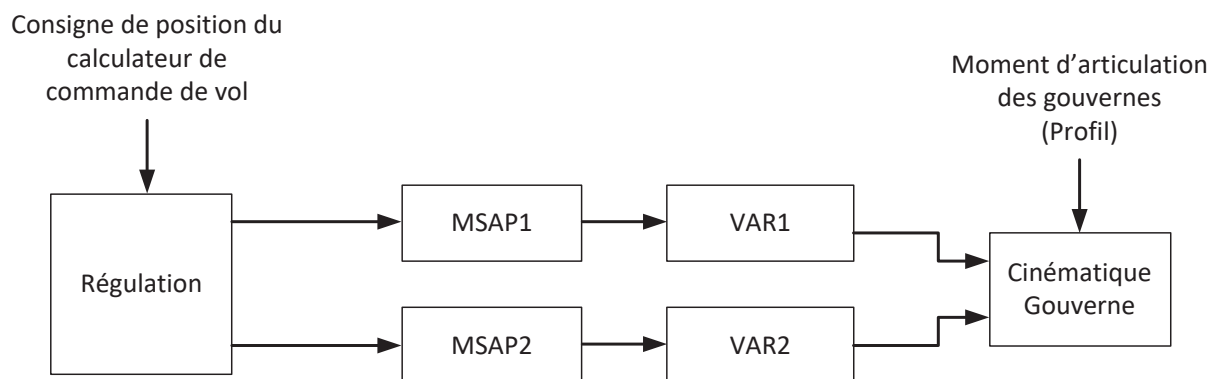 Consigne de position du
calculateur de
commande de vol
Moment d’articulation
des gouvernes
(Profil)
Régulation
MSAP1
VAR1
Cinématique
Gouverne
MSAP2
VAR2